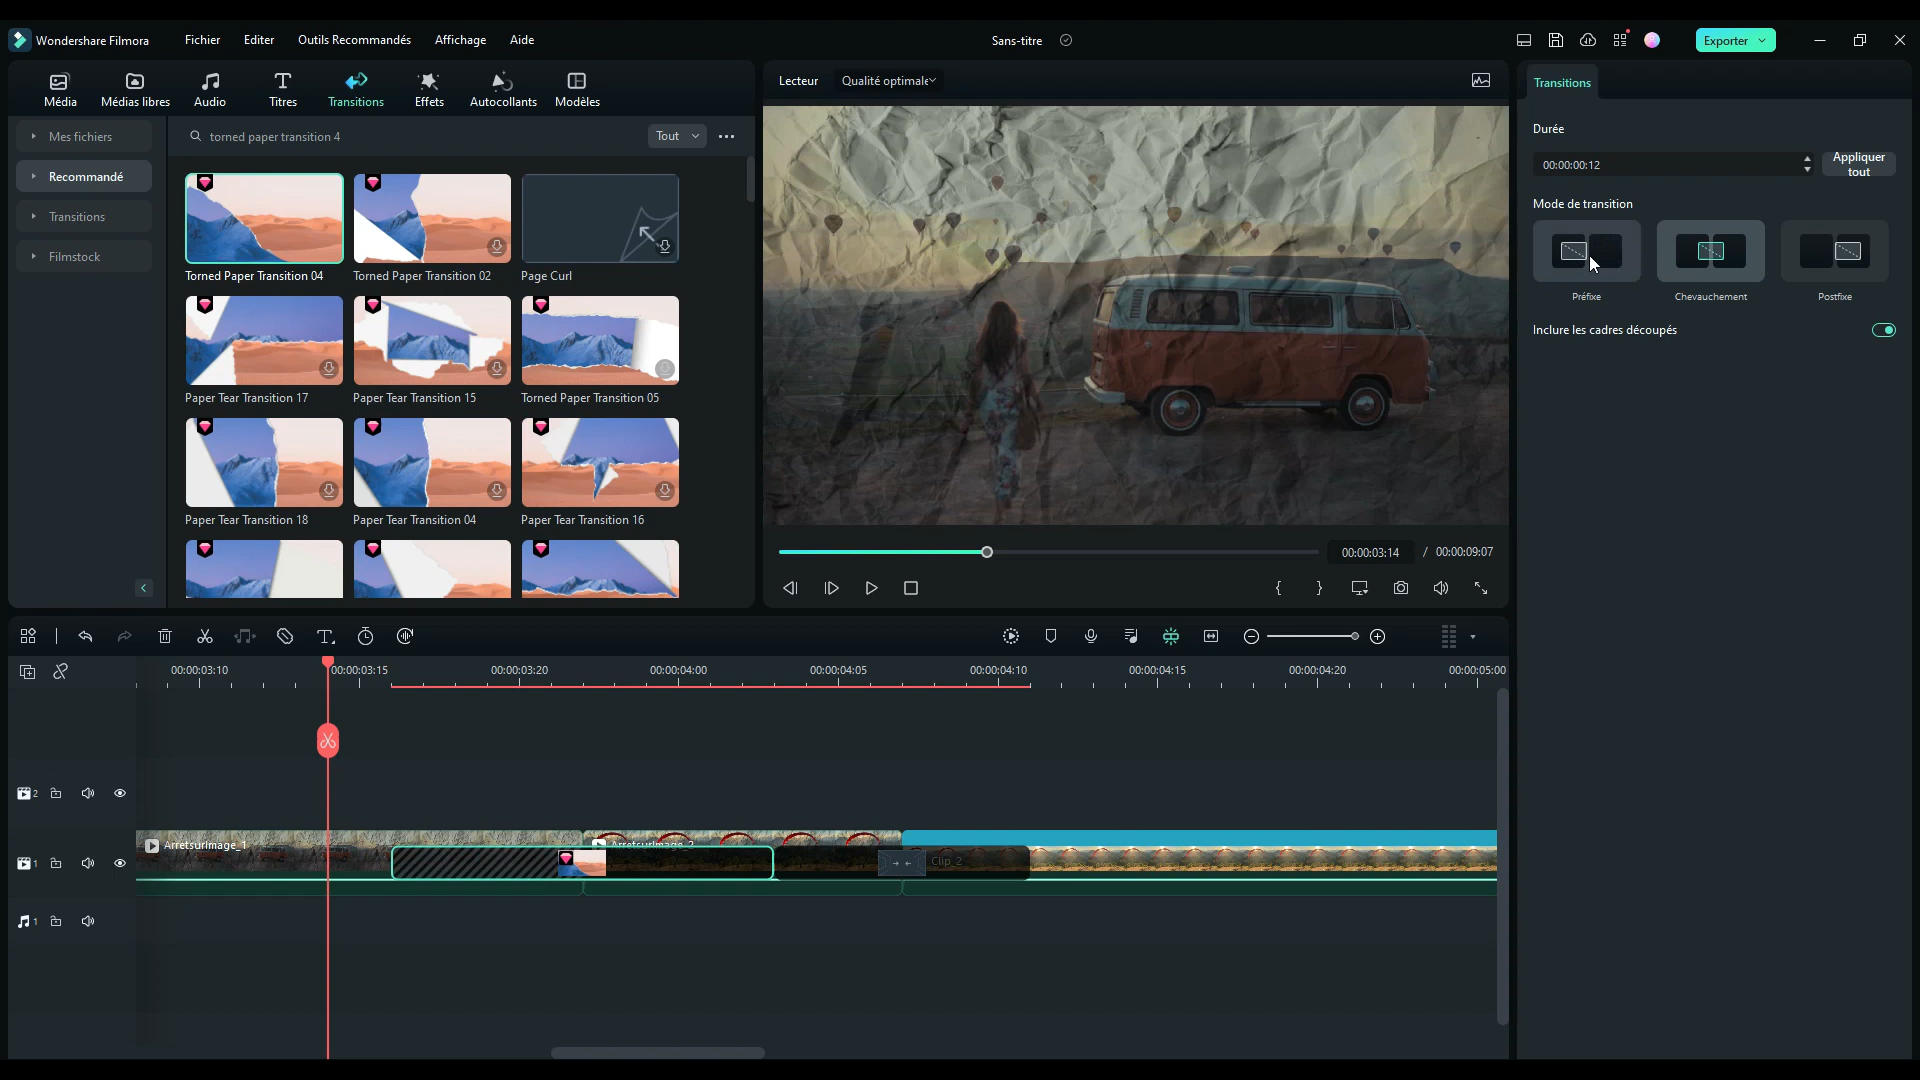 Wondershare Filmora
Fichier
Editer
Outils Recommandés
Affichage
Aide
Sans-titre
Exporter
Média
Médias libres
Audio
Titres
Transitions
Effets
Autocollants
Modèles
Lecteur
Qualité optimale
Transitions
Mes fichiers
Recommandé
Transitions
Filmstock
torned paper transition 4
Tout
Torned Paper Transition 04
Torned Paper Transition 02
Page Curl
Paper Tear Transition 17
Paper Tear Transition 15
Torned Paper Transition 05
Paper Tear Transition 18
Paper Tear Transition 04
Paper Tear Transition 16
00:00:03:14
/
00:00:09:07
Durée
00:00:00:12
Appliquer
tout
Mode de transition
Préfixe
Chevauchement
Postfixe
Inclure les cadres découpés
00:00:03:10
00:00:03:15
00:00:03:20
00:00:04:00
00:00:04:05
00:00:04:10
00:00:04:15
00:00:04:20
00:00:05:00
2
ArretsurImage_1
ArretsurImage_2
Clip_2
1
1